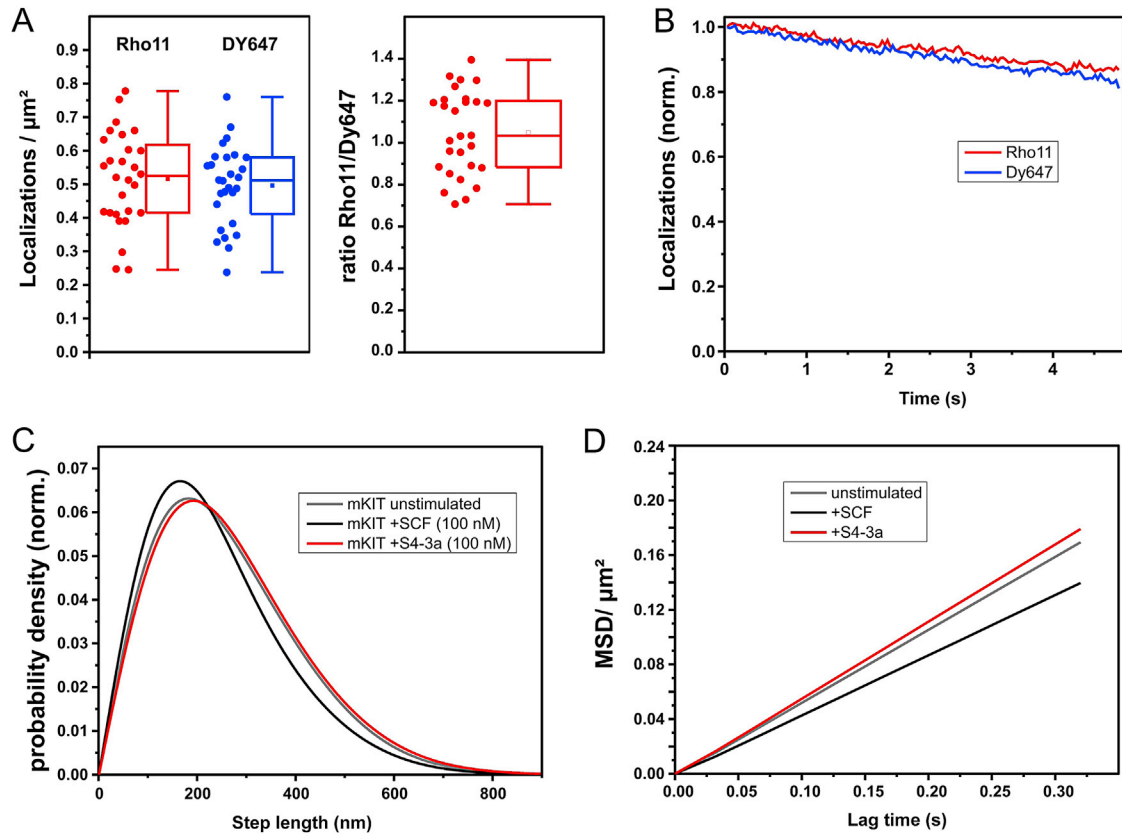 A
Rho11 DY647
Localizations / μm²
0.9
0.8
0.7
0.6
0.5
0.4
0.3
0.2
0.1
0.0
ratio Rho11/Dy647
1.6
1.4
1.2
1.0
0.8
0.6
0.4
0.2
0.0
B
Localizations (norm.)
1.0
0.8
0.6
0.4
0.2
0.0
Rho11
Dy647
0 1 2 3 4
Time (s)
C
probability density (norm.)
0.07
0.06
0.05
0.04
0.03
0.02
0.01
0.00
mKIT unstimulated
mKIT +SCF (100 nM)
mKIT +S4-3a (100 nM)
0 200 400 600 800
Step length (nm)
D
MSD/ μm²
0.24
0.20
0.16
0.12
0.08
0.04
0.00
unstimulated
+SCF
+S4-3a
0.00 0.05 0.10 0.15 0.20 0.25 0.30
Lag time (s)